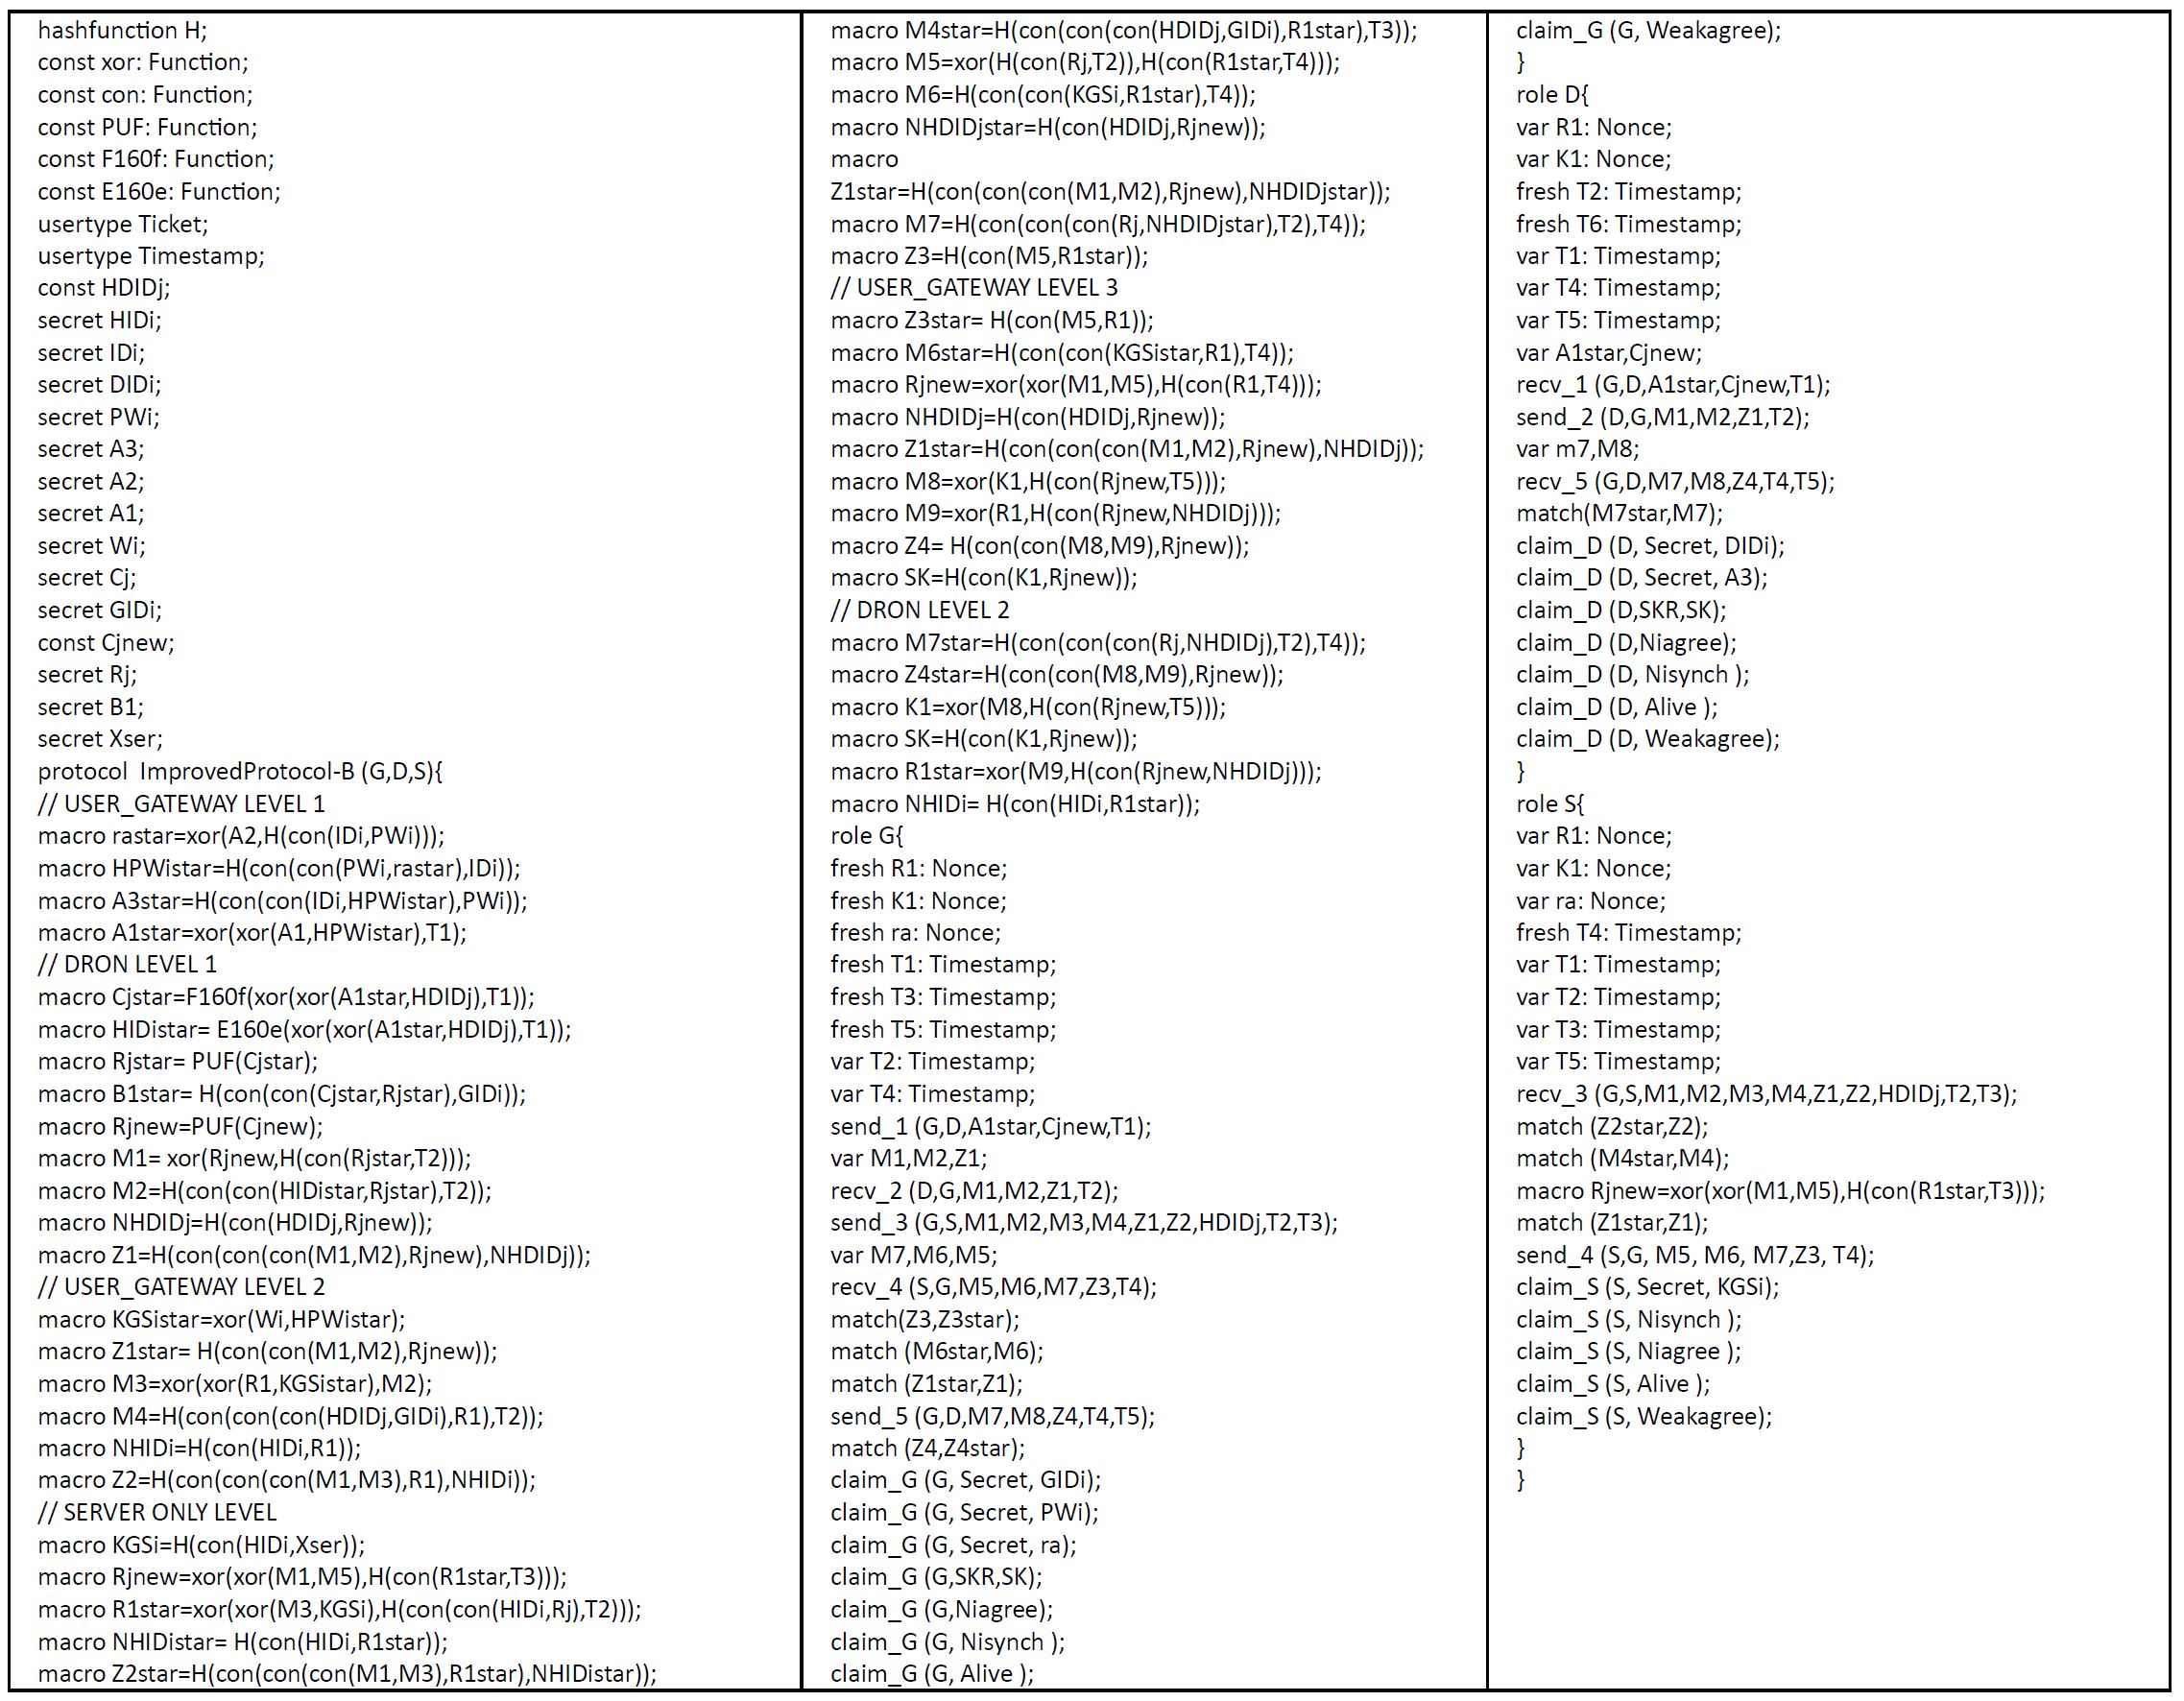 hashfunction H;
const xor: Function;
const con: Function;
const PUF: Function;
const F160f: Function;
const E160e: Function;
usertype Ticket;
usertype Timestamp;
const HDIDj;
secret HIDi;
secret IDi;
secret DIDi;
secret PWi;
secret A3;
secret A2;
secret A1;
secret Wi;
secret Cj;
secret GIDi;
const Cjnew;
secret Rj;
secret B1;
secret Xser;
protocol  ImprovedProtocol-B (G,D,S){
// USER_GATEWAY LEVEL 1
macro rastar=xor(A2,H(con(IDi,PWi)));
macro HPWistar=H(con(con(PWi,rastar),IDi));
macro A3star=H(con(con(IDi,HPWistar),PWi));
macro A1star=xor(xor(A1,HPWistar),T1);
// DRON LEVEL 1
macro Cjstar=F160f(xor(xor(A1star,HDIDj),T1));
macro HIDistar= E160e(xor(xor(A1star,HDIDj),T1));
macro Rjstar= PUF(Cjstar);
macro B1star= H(con(con(Cjstar,Rjstar),GIDi));
macro Rjnew=PUF(Cjnew);
macro M1= xor(Rjnew,H(con(Rjstar,T2)));
macro M2=H(con(con(HIDistar,Rjstar),T2));
macro NHDIDj=H(con(HDIDj,Rjnew));
macro Z1=H(con(con(con(M1,M2),Rjnew),NHDIDj));
// USER_GATEWAY LEVEL 2
macro KGSistar=xor(Wi,HPWistar);
macro Z1star= H(con(con(M1,M2),Rjnew));
macro M3=xor(xor(R1,KGSistar),M2);
macro M4=H(con(con(con(HDIDj,GIDi),R1),T2));
macro NHIDi=H(con(HIDi,R1));
macro Z2=H(con(con(con(M1,M3),R1),NHIDi));
// SERVER ONLY LEVEL
macro KGSi=H(con(HIDi,Xser));
macro Rjnew=xor(xor(M1,M5),H(con(R1star,T3)));
macro R1star=xor(xor(M3,KGSi),H(con(con(HIDi,Rj),T2)));
macro NHIDistar= H(con(HIDi,R1star));
macro Z2star=H(con(con(con(M1,M3),R1star),NHIDistar));
macro M4star=H(con(con(con(HDIDj,GIDi),R1star),T3));
macro M5=xor(H(con(Rj,T2)),H(con(R1star,T4)));
macro M6=H(con(con(KGSi,R1star),T4));
macro NHDIDjstar=H(con(HDIDj,Rjnew));
macro
Z1star=H(con(con(con(M1,M2),Rjnew),NHDIDjstar));
macro M7=H(con(con(con(Rj,NHDIDjstar),T2),T4));
macro Z3=H(con(M5,R1star));
// USER_GATEWAY LEVEL 3
macro Z3star= H(con(M5,R1));
macro M6star=H(con(con(KGSistar,R1),T4));
macro Rjnew=xor(xor(M1,M5),H(con(R1,T4)));
macro NHDIDj=H(con(HDIDj,Rjnew));
macro Z1star=H(con(con(con(M1,M2),Rjnew),NHDIDj));
macro M8=xor(K1,H(con(Rjnew,T5)));
macro M9=xor(R1,H(con(Rjnew,NHDIDj)));
macro Z4= H(con(con(M8,M9),Rjnew));
macro SK=H(con(K1,Rjnew));
// DRON LEVEL 2
macro M7star=H(con(con(con(Rj,NHDIDj),T2),T4));
macro Z4star=H(con(con(M8,M9),Rjnew));
macro K1=xor(M8,H(con(Rjnew,T5)));
macro SK=H(con(K1,Rjnew));
macro R1star=xor(M9,H(con(Rjnew,NHDIDj)));
macro NHIDi= H(con(HIDi,R1star));
role G{
fresh R1: Nonce;
fresh K1: Nonce;
fresh ra: Nonce;
fresh T1: Timestamp;
fresh T3: Timestamp;
fresh T5: Timestamp;
var T2: Timestamp;
var T4: Timestamp;
send_1 (G,D,A1star,Cjnew,T1);
var M1,M2,Z1;
recv_2 (D,G,M1,M2,Z1,T2);
send_3 (G,S,M1,M2,M3,M4,Z1,Z2,HDIDj,T2,T3);
var M7,M6,M5;
recv_4 (S,G,M5,M6,M7,Z3,T4);
match(Z3,Z3star);
match (M6star,M6);
match (Z1star,Z1);
send_5 (G,D,M7,M8,Z4,T4,T5);
match (Z4,Z4star);
claim_G (G, Secret, GIDi);
claim_G (G, Secret, PWi);
claim_G (G, Secret, ra);
claim_G (G,SKR,SK);
claim_G (G,Niagree);
claim_G (G, Nisynch );
claim_G (G, Alive );
claim_G (G, Weakagree);
}
role D{
var R1: Nonce;
var K1: Nonce;
fresh T2: Timestamp;
fresh T6: Timestamp;
var T1: Timestamp;
var T4: Timestamp;
var T5: Timestamp;
var A1star,Cjnew;
recv_1 (G,D,A1star,Cjnew,T1);
send_2 (D,G,M1,M2,Z1,T2);
var m7,M8;
recv_5 (G,D,M7,M8,Z4,T4,T5);
match(M7star,M7);
claim_D (D, Secret, DIDi);
claim_D (D, Secret, A3);
claim_D (D,SKR,SK);
claim_D (D,Niagree);
claim_D (D, Nisynch );
claim_D (D, Alive );
claim_D (D, Weakagree);
}
role S{
var R1: Nonce;
var K1: Nonce;
var ra: Nonce;
fresh T4: Timestamp;
var T1: Timestamp;
var T2: Timestamp;
var T3: Timestamp;
var T5: Timestamp;
recv_3 (G,S,M1,M2,M3,M4,Z1,Z2,HDIDj,T2,T3);
match (Z2star,Z2);
match (M4star,M4);
macro Rjnew=xor(xor(M1,M5),H(con(R1star,T3)));
match (Z1star,Z1);
send_4 (S,G, M5, M6, M7,Z3, T4);
claim_S (S, Secret, KGSi);
claim_S (S, Nisynch );
claim_S (S, Niagree );
claim_S (S, Alive );
claim_S (S, Weakagree);
}
}